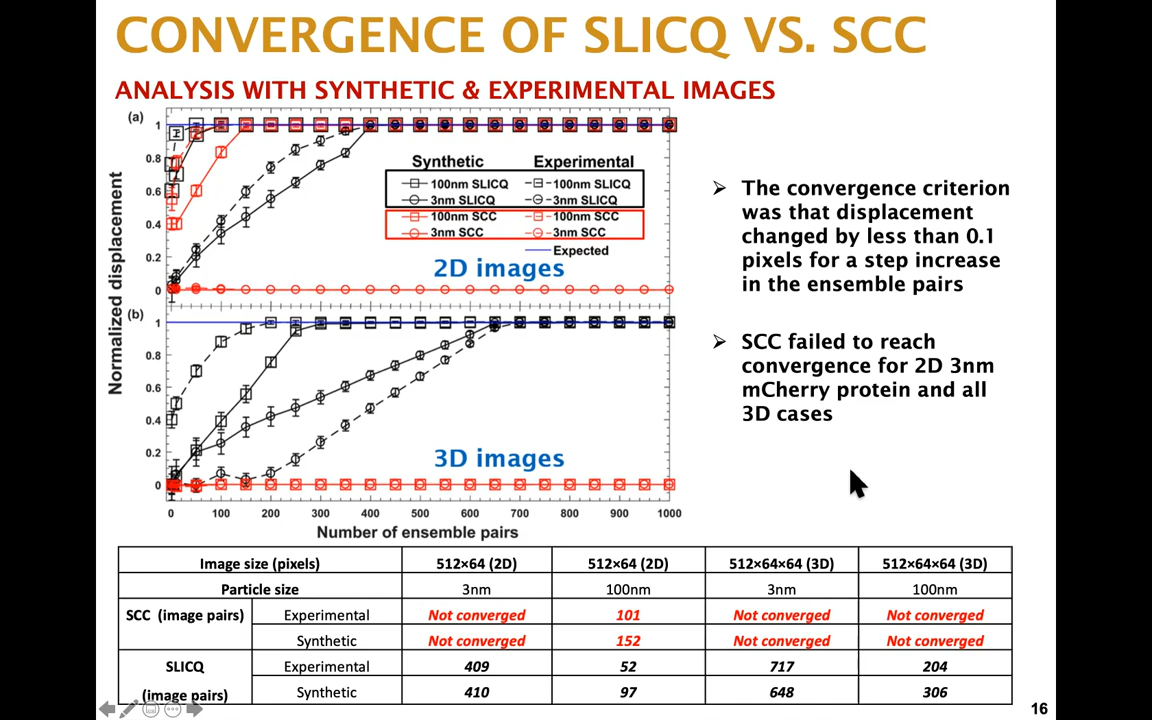 CONVERGENCE OF SLICQ VS. SCC
ANALYSIS WITH SYNTHETIC & EXPERIMENTAL IMAGES
(a)
1
0.8
0.6
0.4
0.2
0
Synthetic Experimental
100nm SLICQ 100nm SLICQ
3nm SLICQ 3nm SLICQ
100nm SCC 100nm SCC
3nm SCC 3nm SCC
Expected
2D images
Normalized displacement
(b)
1
0.8
0.6
0.4
0.2
0
3D images
0 100 200 300 400 500 600 700 800 900 1000
Number of ensemble pairs
➢ The convergence criterion
was that displacement
changed by less than 0.1
pixels for a step increase
in the ensemble pairs
➢ SCC failed to reach
convergence for 2D 3nm
mCherry protein and all
3D cases
Image size (pixels) 512×64 (2D) 512×64 (2D) 512×64×64 (3D) 512×64×64 (3D)
Particle size 3nm 100nm 3nm 100nm
SCC (image pairs) Experimental Not converged 101 Not converged Not converged
Synthetic Not converged 152 Not converged Not converged
SLICQ Experimental 409 52 717 204
(image pairs) Synthetic 410 97 648 306
16